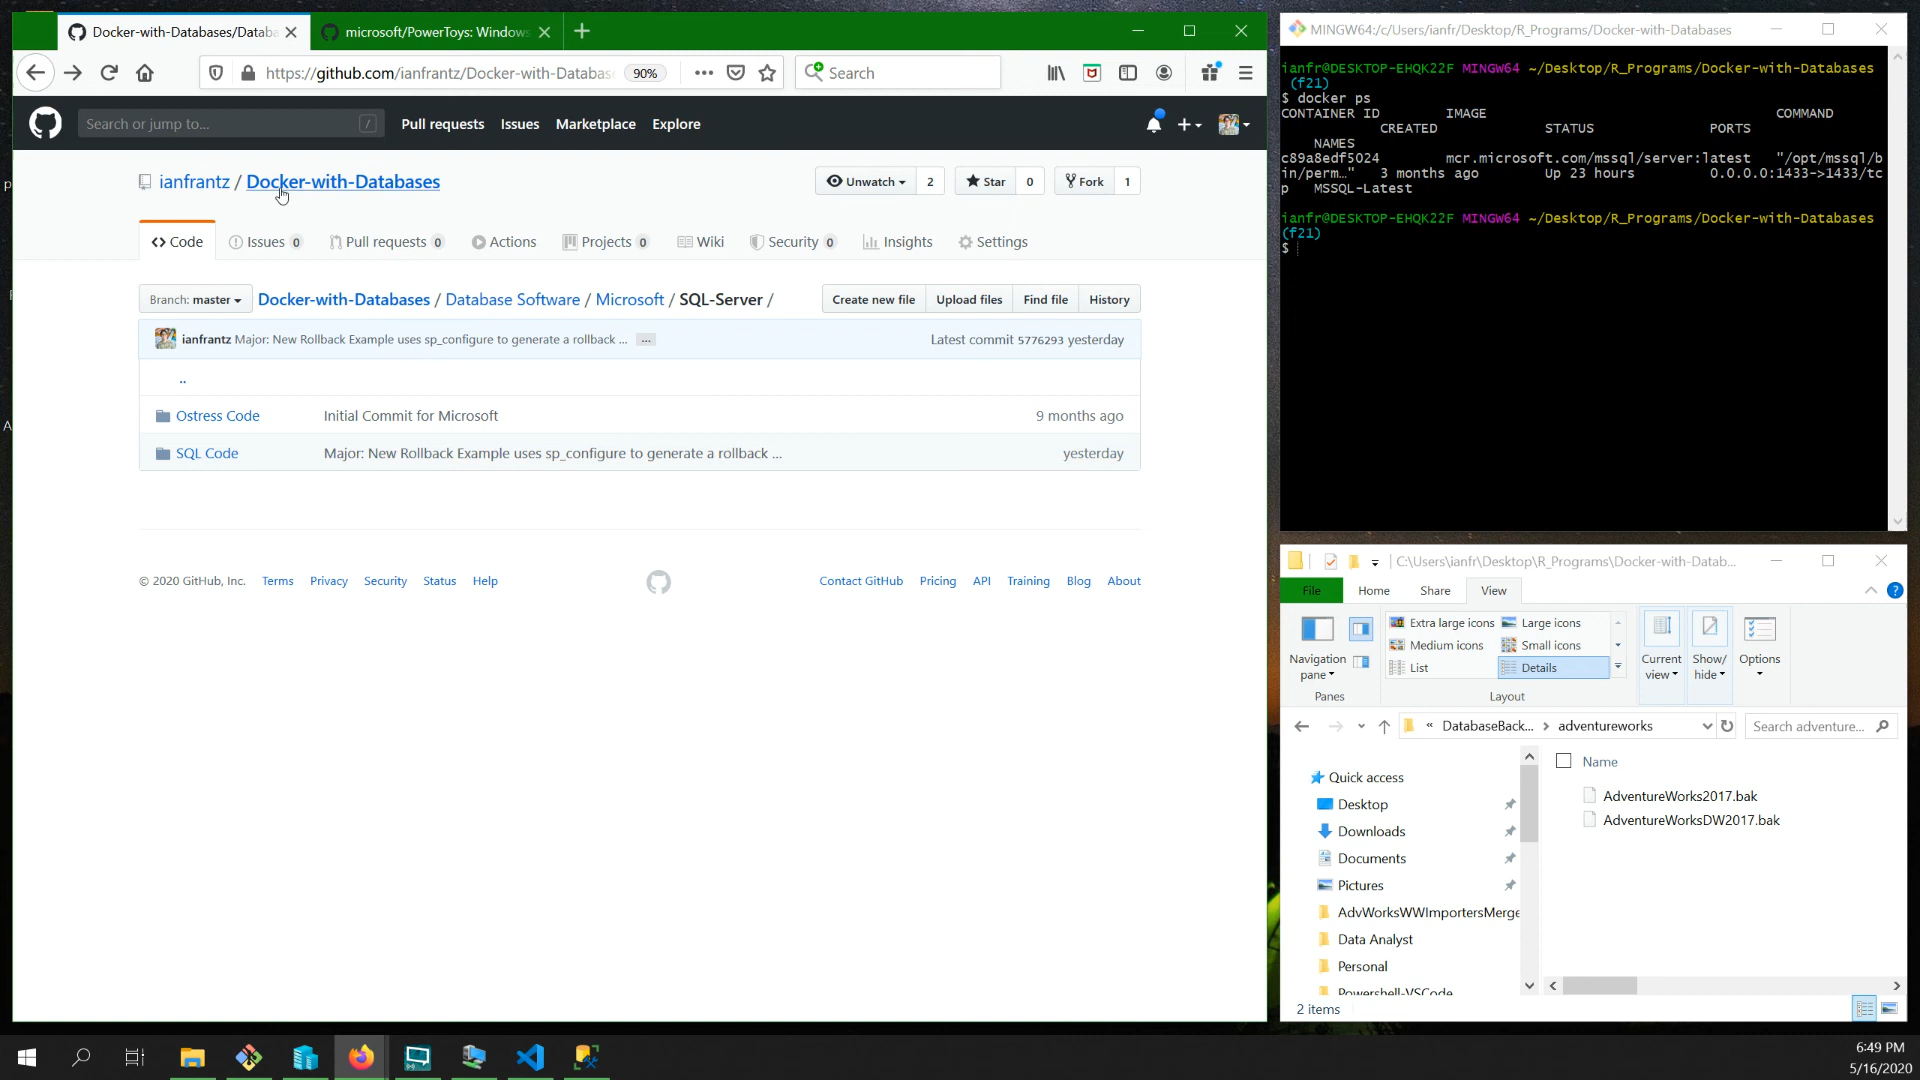 Docker-with-Databases/Databa
microsoft/PowerToys: Windows
https://github.com/ianfrantz/Docker-with-Databas
90%
Search
Search or jump to...
/
Pull requests
Issues
Marketplace
Explore
ianfrantz / Docker-with-Databases
Unwatch 2
Star 0
Fork 1
Code
Issues 0
Pull requests 0
Actions
Projects 0
Wiki
Security 0
Insights
Settings
Branch: master
Docker-with-Databases / Database Software / Microsoft / SQL-Server /
Create new file
Upload files
Find file
History
ianfrantz Major: New Rollback Example uses sp_configure to generate a rollback ...
...
Latest commit 5776293 yesterday
..
Ostress Code
Initial Commit for Microsoft
9 months ago
SQL Code
Major: New Rollback Example uses sp_configure to generate a rollback ...
yesterday
© 2020 GitHub, Inc.
Terms
Privacy
Security
Status
Help
Contact GitHub
Pricing
API
Training
Blog
About
MINGW64:/c/Users/ianfr/Desktop/R_Programs/Docker-with-Databases
ianfr@DESKTOP-EHQK22F MINGW64 ~/Desktop/R_Programs/Docker-with-Databases
(f21)
$ docker ps
CONTAINER ID IMAGE COMMAND
CREATED STATUS PORTS
NAMES
c89a8edf5024 mcr.microsoft.com/mssql/server:latest "/opt/mssql/b
in/perm…" 3 months ago Up 23 hours 0.0.0.0:1433->1433/tc
p MSSQL-Latest
ianfr@DESKTOP-EHQK22F MINGW64 ~/Desktop/R_Programs/Docker-with-Databases
(f21)
$
C:\Users\ianfr\Desktop\R_Programs\Docker-with-Datab...
File
Home
Share
View
Navigation pane
Panes
Extra large icons
Large icons
Medium icons
Small icons
List
Details
Layout
Current view
Show/ hide
Options
« DatabaseBack... > adventureworks
Search adventure...
Quick access
Desktop
Downloads
Documents
Pictures
AdvWorksWWImportersMerge
Data Analyst
Personal
Powershell-VSCode
Name
AdventureWorks2017.bak
AdventureWorksDW2017.bak
2 items
6:49 PM
5/16/2020